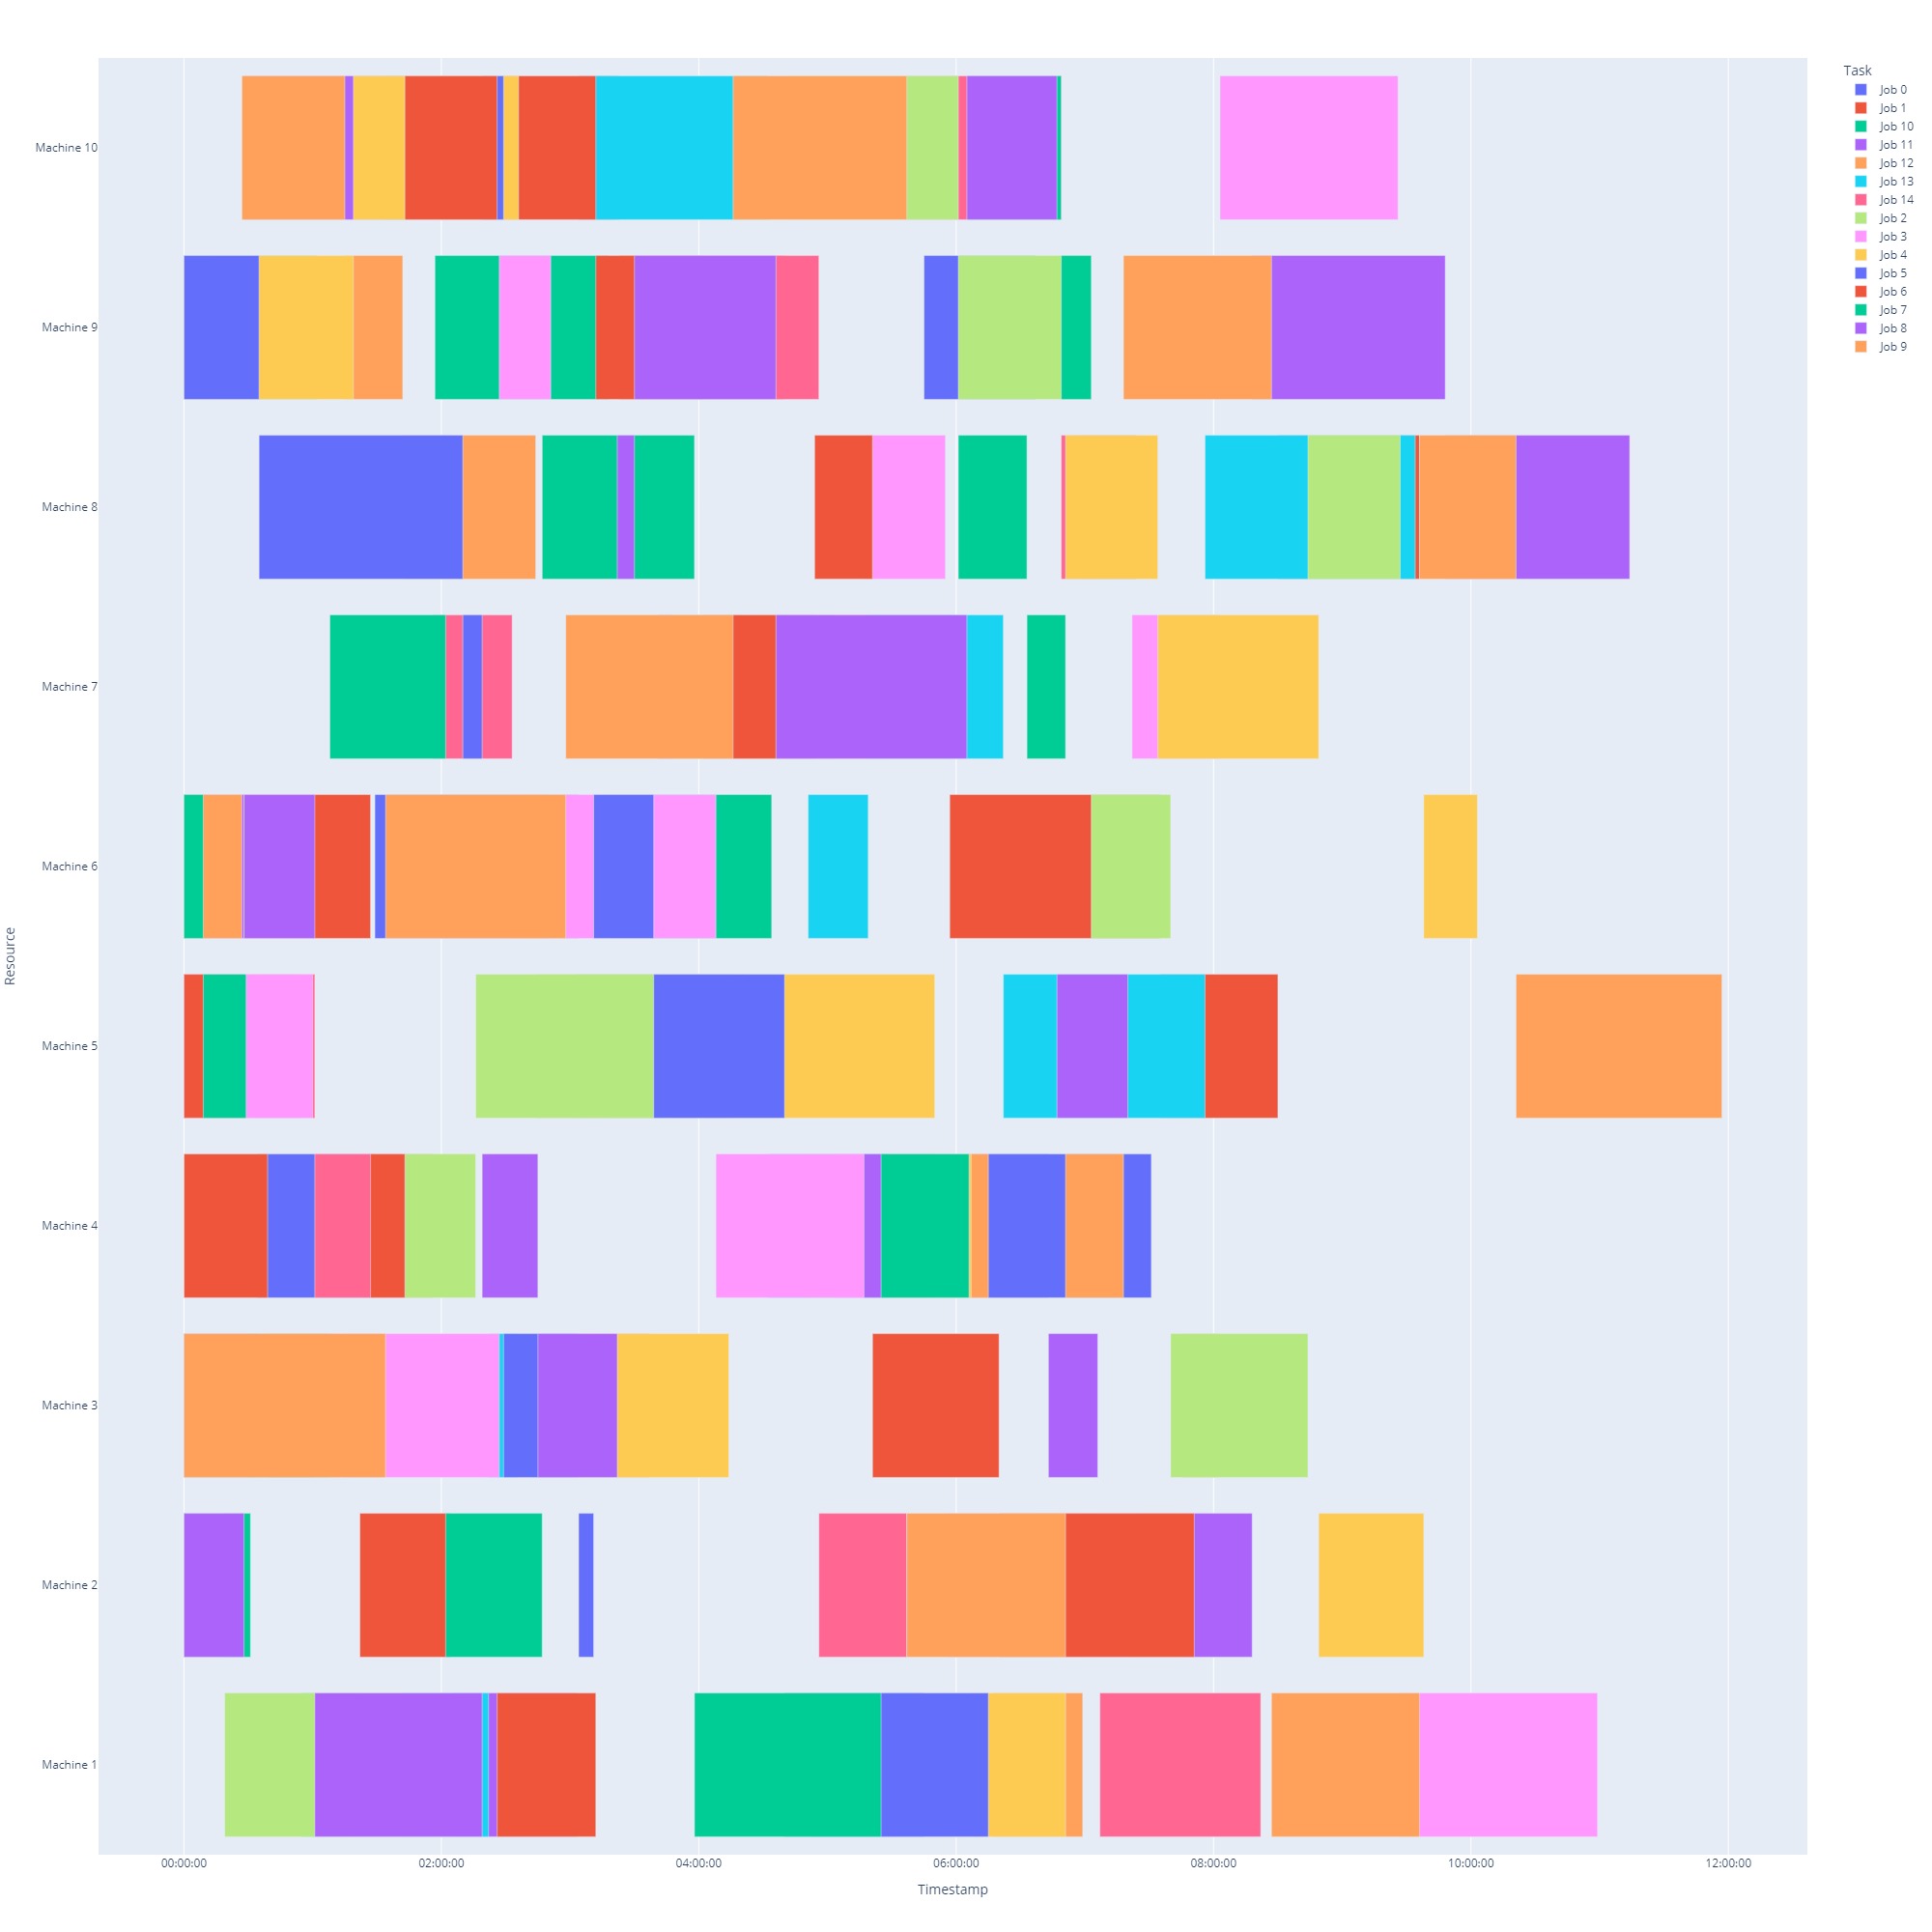 Task
Job 0
Job 1
Job 10
Job 11
Job 12
Job 13
Job 14
Job 2
Job 3
Job 4
Job 5
Job 6
Job 7
Job 8
Job 9
Machine 10
Machine 9
Machine 8
Machine 7
Machine 6
Machine 5
Machine 4
Machine 3
Machine 2
Machine 1
Resource
00:00:00 02:00:00 04:00:00 06:00:00 08:00:00 10:00:00 12:00:00
Timestamp